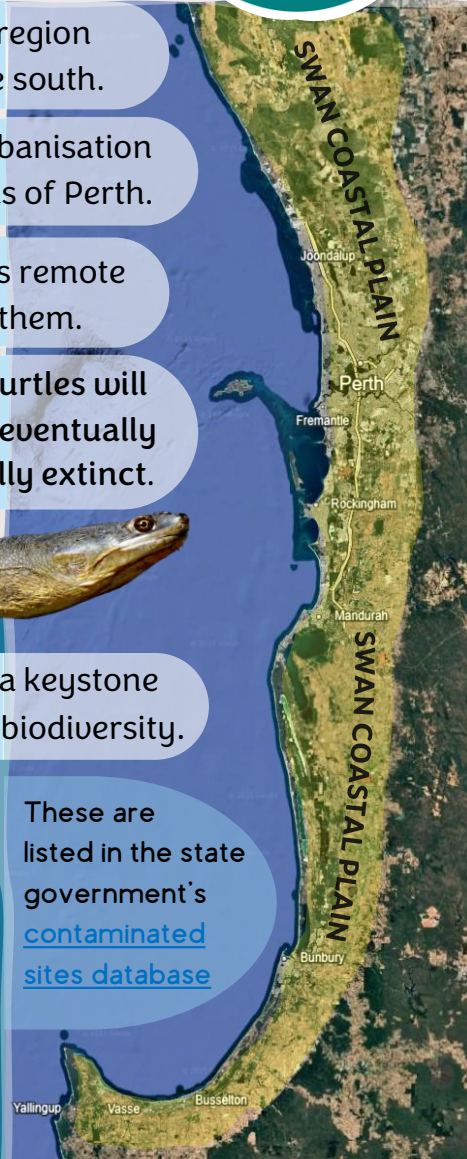 region
e south.
banisation
s of Perth.
s remote
them.
urtles will
eventually
lly extinct.
a keystone
biodiversity.
These are
listed in the state
government's
contaminated
sites database
SWAN COASTAL PLAIN
Joondalup
Perth
Fremantle
Rockingham
Mandurah
SWAN COASTAL PLAIN
Bunbury
Busselton
Vasse
Yallingup